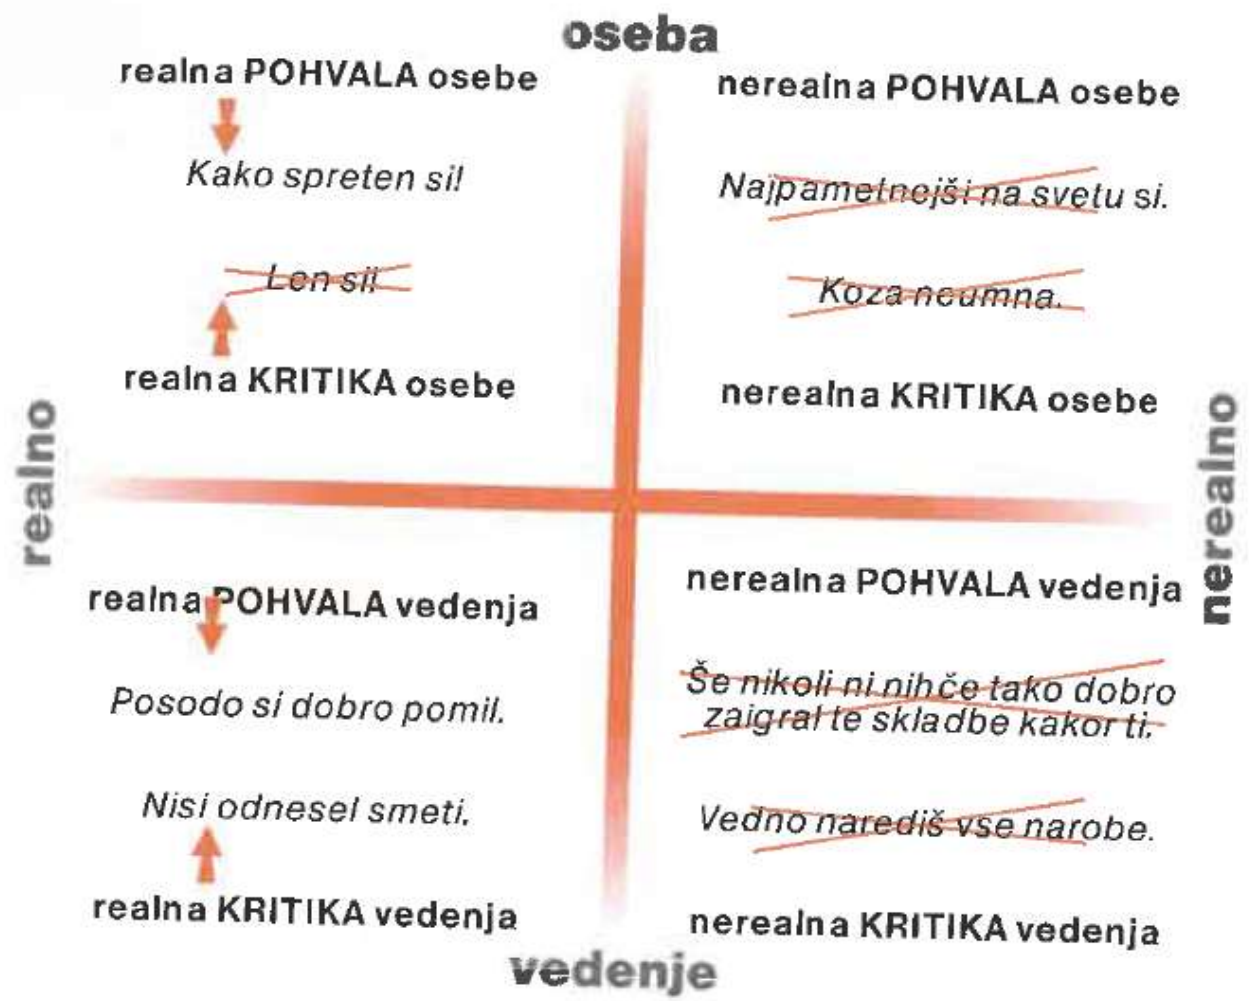 oseba
realna POHVALA osebe
Kako spreten si!
Len si!
realna KRITIKA osebe
nerealna POHVALA osebe
Najpametnejši na svetu si.
Koza neumna.
nerealna KRITIKA osebe
realno
nerealno
realna POHVALA vedenja
Posodo si dobro pomil.
Nisi odnesel smeti.
realna KRITIKA vedenja
nerealna POHVALA vedenja
Še nikoli ni nihče tako dobro
zaigral te skladbe kakor ti.
Vedno narediš vse narobe.
nerealna KRITIKA vedenja
vedenje